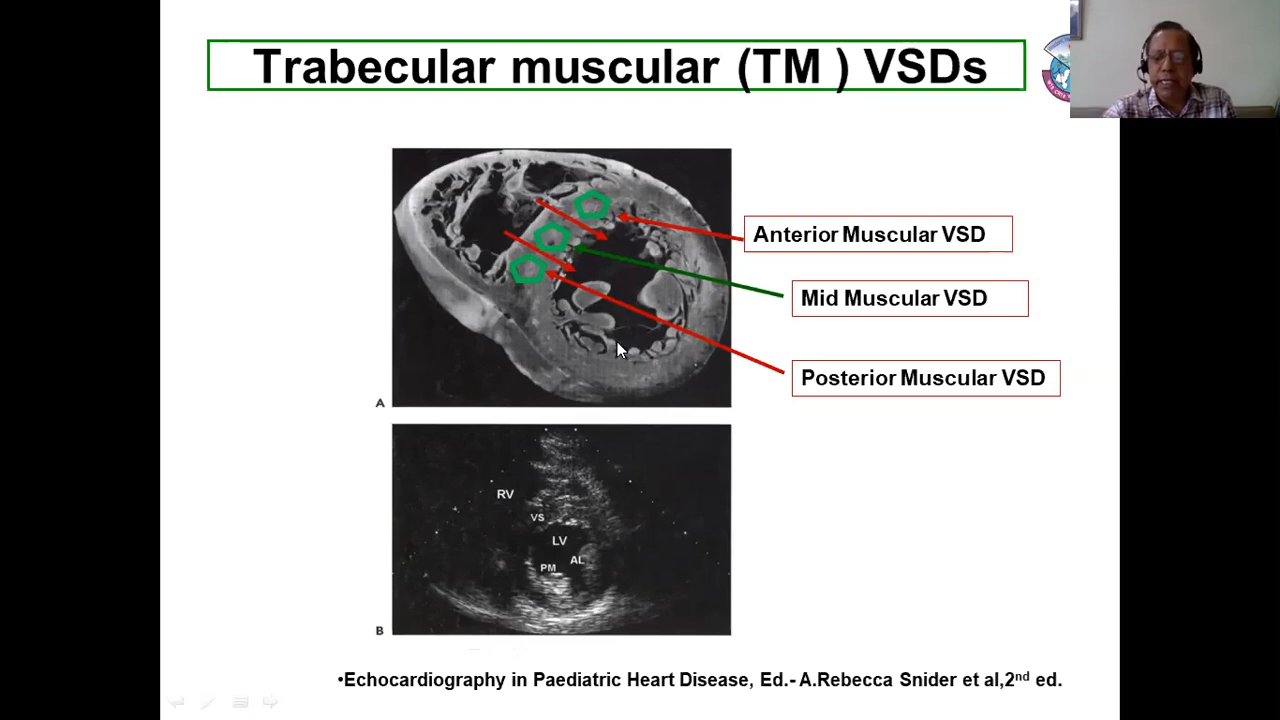 Trabecular muscular (TM ) VSDs
Anterior Muscular VSD
Mid Muscular VSD
Posterior Muscular VSD
A
RV
VS
LV
AL
PM
B
•Echocardiography in Paediatric Heart Disease, Ed.- A.Rebecca Snider et al,2nd ed.